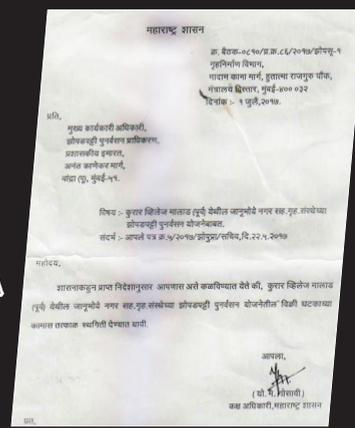 महाराष्ट्र शासन
क्र. बैठक-०८१०/प्र.क्र.८६/२०१७/झोपसू-१
गृहनिर्माण विभाग,
मादाम कामा मार्ग, हुतात्मा राजगुरु चौक,
मंत्रालय विस्तार, मुंबई-४०० ०३२
दिनांक :- १ जुलै,२०१७.
प्रति,
मुख्य कार्यकारी अधिकारी,
झोपडपट्टी पुनर्वसन प्राधिकरण,
प्रशासकीय इमारत,
अनंत काणेकर मार्ग,
वांद्रा (पू), मुंबई-५१.
विषय :- कुरार व्हिलेज मालाड (पूर्व) येथील जानूभोये नगर सह.गृह.संस्थेच्या
झोपडपट्टी पुनर्वसन योजनेबाबत.
संदर्भ :- आपले पत्र क्र.५/२०१७/झोपुप्रा/सचिव,दि.२२.५.२०१७
महोदय,
शासनाकडून प्राप्त निदेशानुसार आपणास असे कळविण्यात येते की, कुरार व्हिलेज मालाड
(पूर्व) येथील जानूभोये नगर सह.गृह.संस्थेच्या झोपडपट्टी पुनर्वसन योजनेतील विक्री घटकाच्या
कामास तात्काळ स्थगिती देण्यात यावी.
आपला,
(यो. म. गोसावी)
कक्ष अधिकारी,महाराष्ट्र शासन
प्रत,